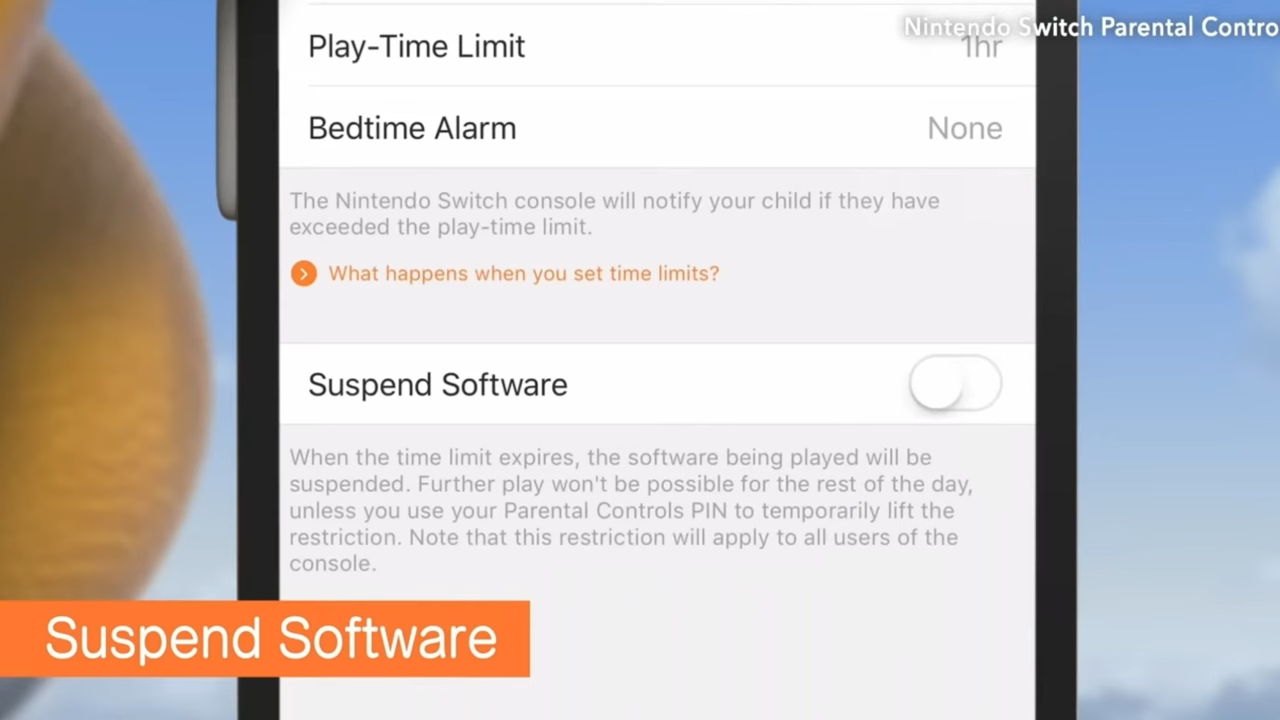 Nintendo Switch Parental Contro
Play-Time Limit 1hr
Bedtime Alarm None
The Nintendo Switch console will notify your child if they have
exceeded the play-time limit.
What happens when you set time limits?
Suspend Software
When the time limit expires, the software being played will be
suspended. Further play won't be possible for the rest of the day,
unless you use your Parental Controls PIN to temporarily lift the
restriction. Note that this restriction will apply to all users of the
console.
Suspend Software